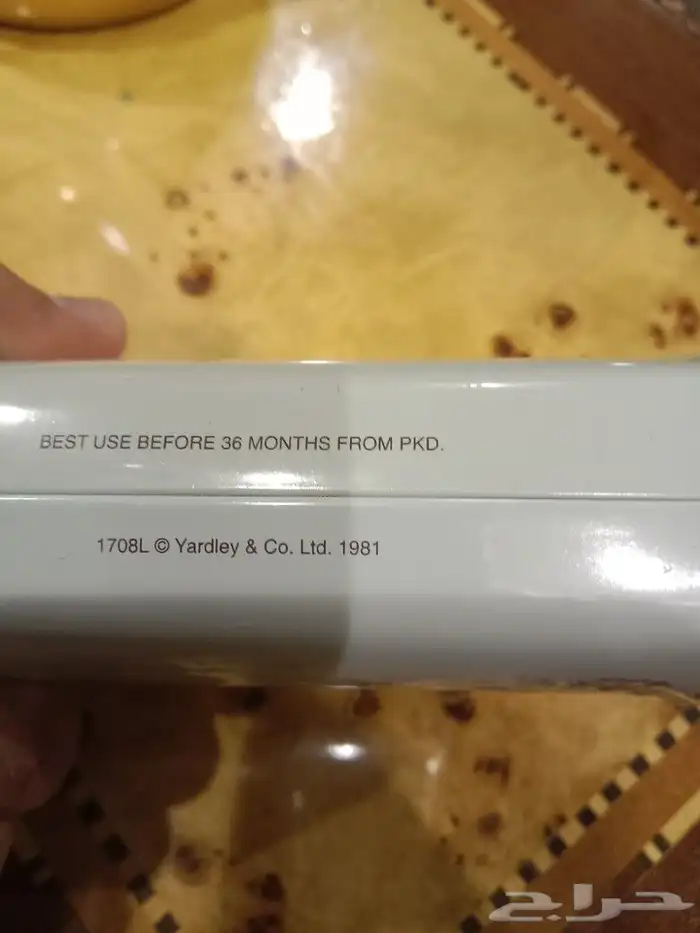 BEST USE BEFORE 36 MONTHS FROM PKD.
1708L © Yardley & Co. Ltd. 1981
حراج